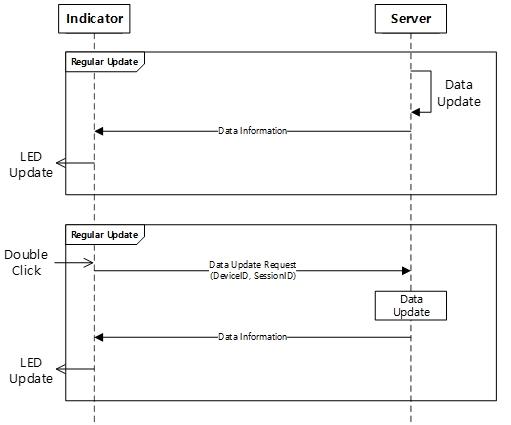 Indicator
Server
Regular Update
Data
Update
Data Information
LED
Update
Regular Update
Double
Click
Data Update Request
(DeviceID, SessionID)
Data
Update
Data Information
LED
Update